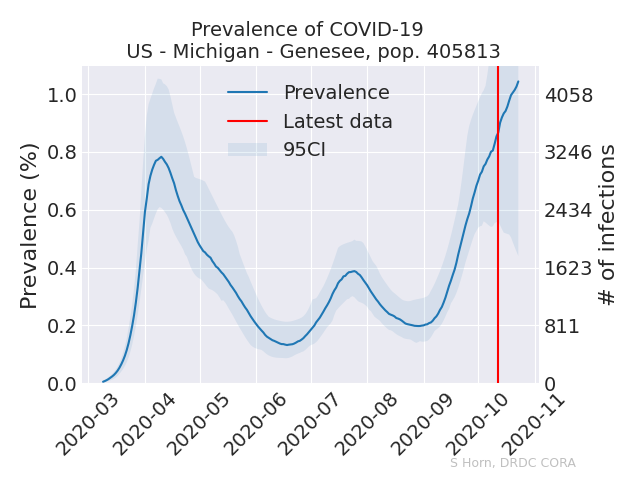 Prevalence of COVID-19
US - Michigan - Genesee, pop. 405813
Prevalence
Latest data
95CI
Prevalence (%)
1.0
0.8
0.6
0.4
0.2
0.0
4058
3246
2434
1623
811
0
# of infections
2020-03
2020-04
2020-05
2020-06
2020-07
2020-08
2020-09
2020-10
2020-11
S Horn, DRDC CORA